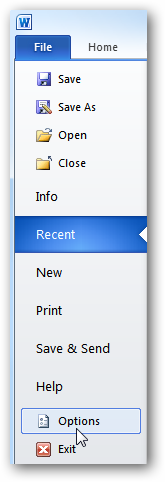 W
File Home
Save
Save As
Open
Close
Info
Recent
New
Print
Save & Send
Help
Options
Exit